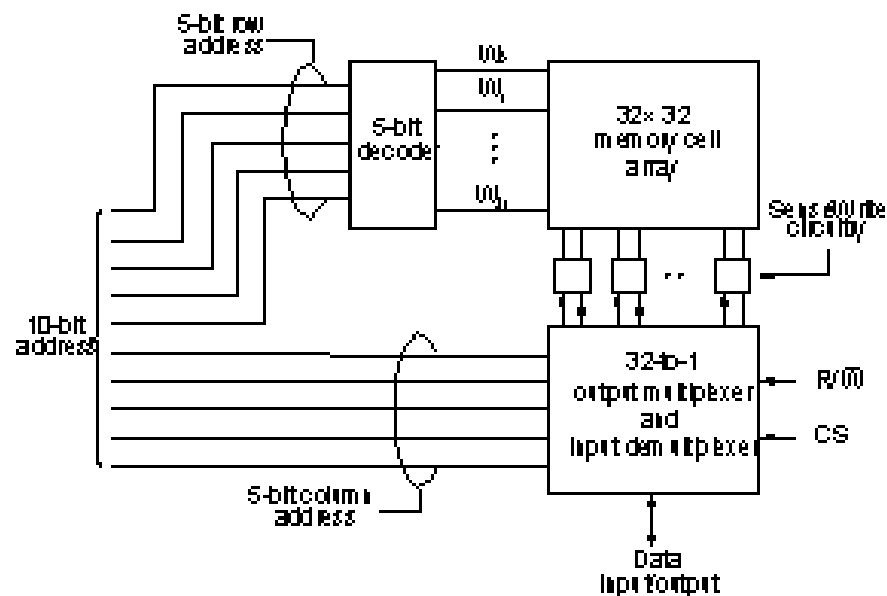 5-bit row
address
5-bit
decoder
W₀
W₁
W₃₁
32× 32
memory cell
array
Sense/Write
circuitry
10-bit
address
32-to-1
output multiplexer
and
input demultiplexer
R/W̅
CS
5-bit column
address
Data
input/output